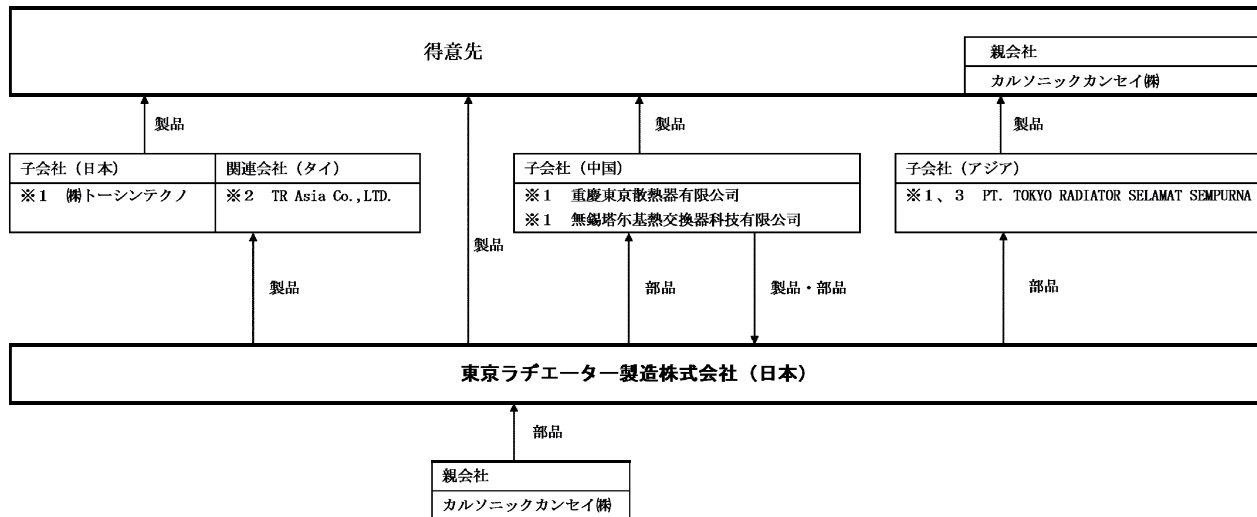 得意先
親会社
カルソニックカンセイ㈱
製品
製品
製品
子会社（日本）
関連会社（タイ）
※１　㈱トーシンテクノ
※２　TR Asia Co.,LTD.
子会社（中国）
※１　重慶東京散熱器有限公司
※１　無錫塔尔基熱交換器科技有限公司
子会社（アジア）
※１、３　PT. TOKYO RADIATOR SELAMAT SEMPURNA
製品
製品
部品
製品・部品
部品
東京ラヂエーター製造株式会社（日本）
部品
親会社
カルソニックカンセイ㈱